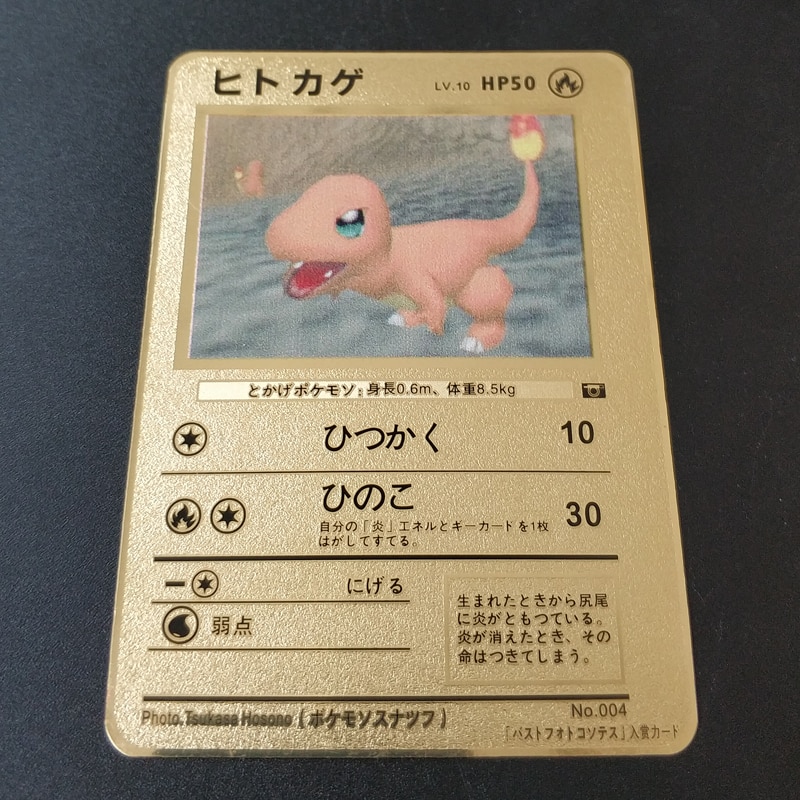 ヒトカゲ LV.10 HP50
とかげポケモソ:身長0.6m、体重8.5kg
ひつかく 10
ひのこ 30
自分の「炎」エネルとキーカードを1枚
はがしてすてる。
にげる
弱点
生まれたときから尻尾
に炎がともつている。
炎が消えたとき、その
命はつきてしまう。
Photo.Tsukasa Hosono [ポケモソスナツフ] No.004
「バストフォトコソテス」入賞カード